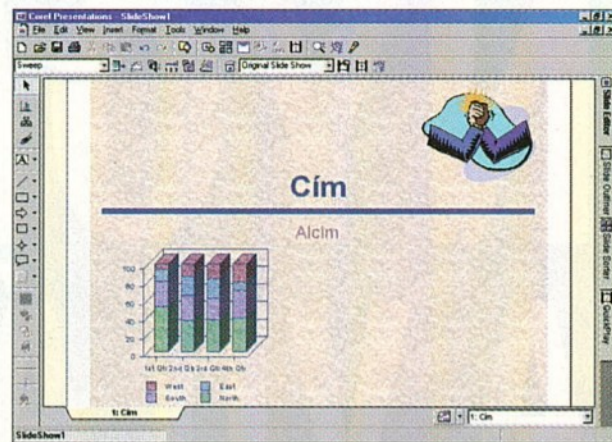 Corel Presentations - SlideShow1
File Edit View Insert Format Tools Window Help
Sweep Original Slide Show
Cím
Alcím
100
80
60
40
20
0
1st Qtr 2nd Qtr 3rd Qtr 4th Qtr
West East
South North
Slide Editor
Slide Outliner
Slide Sorter
QuickPlay
1: Cím 1: Cím
SlideShow1